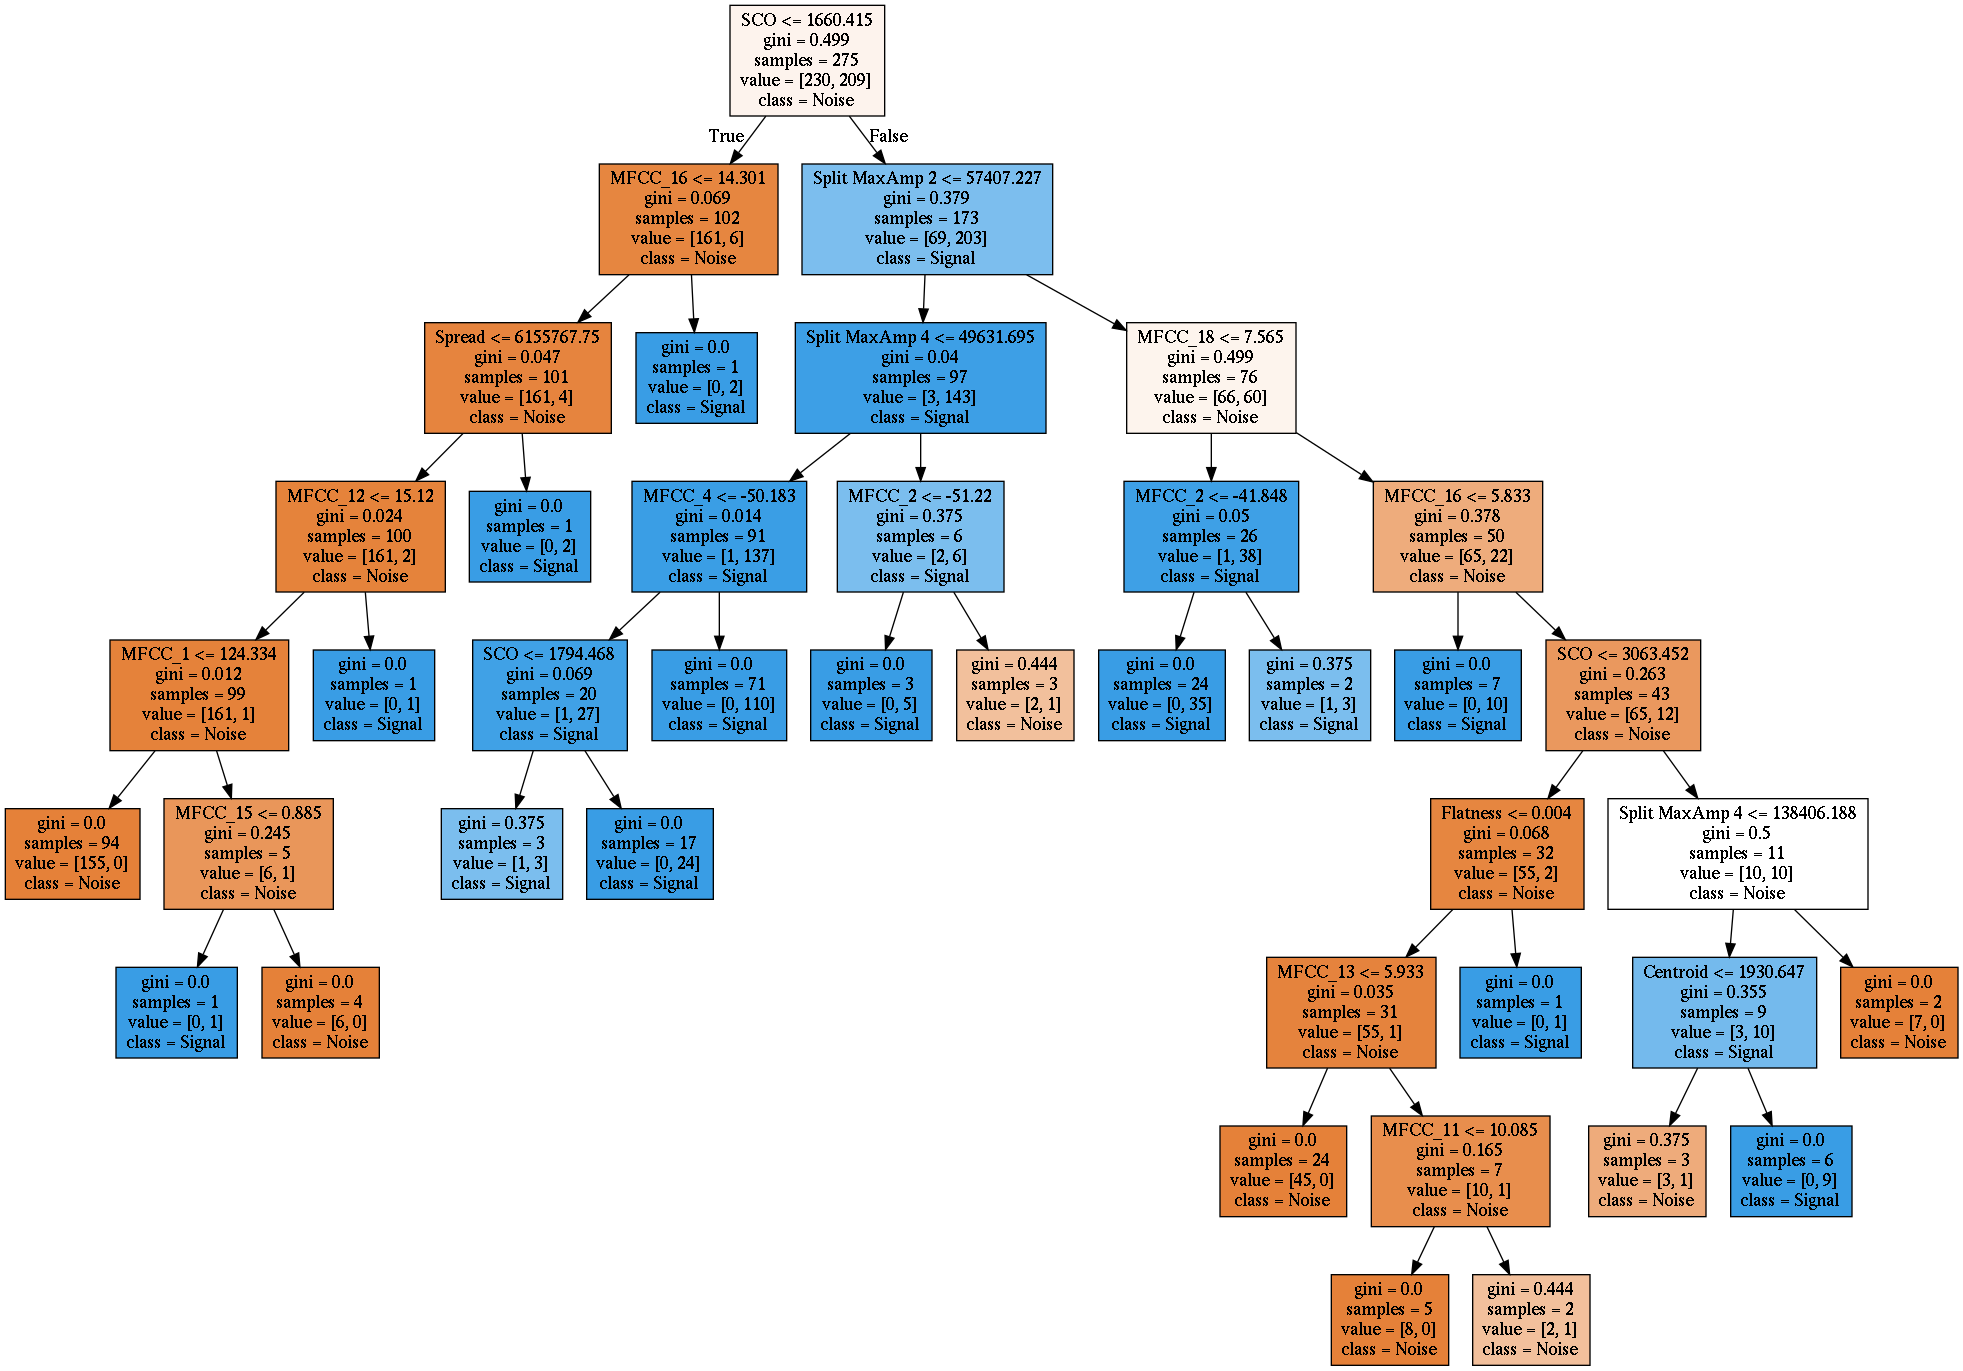 SCO <= 1660.415
gini = 0.499
samples = 275
value = [230, 209]
class = Noise
True
False
MFCC_16 <= 14.301
gini = 0.069
samples = 102
value = [161, 6]
class = Noise
Split MaxAmp 2 <= 57407.227
gini = 0.379
samples = 173
value = [69, 203]
class = Signal
Spread <= 6155767.75
gini = 0.047
samples = 101
value = [161, 4]
class = Noise
gini = 0.0
samples = 1
value = [0, 2]
class = Signal
Split MaxAmp 4 <= 49631.695
gini = 0.04
samples = 97
value = [3, 143]
class = Signal
MFCC_18 <= 7.565
gini = 0.499
samples = 76
value = [66, 60]
class = Noise
MFCC_12 <= 15.12
gini = 0.024
samples = 100
value = [161, 2]
class = Noise
gini = 0.0
samples = 1
value = [0, 2]
class = Signal
MFCC_4 <= -50.183
gini = 0.014
samples = 91
value = [1, 137]
class = Signal
MFCC_2 <= -51.22
gini = 0.375
samples = 6
value = [2, 6]
class = Signal
MFCC_2 <= -41.848
gini = 0.05
samples = 26
value = [1, 38]
class = Signal
MFCC_16 <= 5.833
gini = 0.378
samples = 50
value = [65, 22]
class = Noise
MFCC_1 <= 124.334
gini = 0.012
samples = 99
value = [161, 1]
class = Noise
gini = 0.0
samples = 1
value = [0, 1]
class = Signal
SCO <= 1794.468
gini = 0.069
samples = 20
value = [1, 27]
class = Signal
gini = 0.0
samples = 71
value = [0, 110]
class = Signal
gini = 0.0
samples = 3
value = [0, 5]
class = Signal
gini = 0.444
samples = 3
value = [2, 1]
class = Noise
gini = 0.0
samples = 24
value = [0, 35]
class = Signal
gini = 0.375
samples = 2
value = [1, 3]
class = Signal
gini = 0.0
samples = 7
value = [0, 10]
class = Signal
SCO <= 3063.452
gini = 0.263
samples = 43
value = [65, 12]
class = Noise
gini = 0.0
samples = 94
value = [155, 0]
class = Noise
MFCC_15 <= 0.885
gini = 0.245
samples = 5
value = [6, 1]
class = Noise
gini = 0.375
samples = 3
value = [1, 3]
class = Signal
gini = 0.0
samples = 17
value = [0, 24]
class = Signal
Flatness <= 0.004
gini = 0.068
samples = 32
value = [55, 2]
class = Noise
Split MaxAmp 4 <= 138406.188
gini = 0.5
samples = 11
value = [10, 10]
class = Noise
gini = 0.0
samples = 1
value = [0, 1]
class = Signal
gini = 0.0
samples = 4
value = [6, 0]
class = Noise
MFCC_13 <= 5.933
gini = 0.035
samples = 31
value = [55, 1]
class = Noise
gini = 0.0
samples = 1
value = [0, 1]
class = Signal
Centroid <= 1930.647
gini = 0.355
samples = 9
value = [3, 10]
class = Signal
gini = 0.0
samples = 2
value = [7, 0]
class = Noise
gini = 0.0
samples = 24
value = [45, 0]
class = Noise
MFCC_11 <= 10.085
gini = 0.165
samples = 7
value = [10, 1]
class = Noise
gini = 0.375
samples = 3
value = [3, 1]
class = Noise
gini = 0.0
samples = 6
value = [0, 9]
class = Signal
gini = 0.0
samples = 5
value = [8, 0]
class = Noise
gini = 0.444
samples = 2
value = [2, 1]
class = Noise